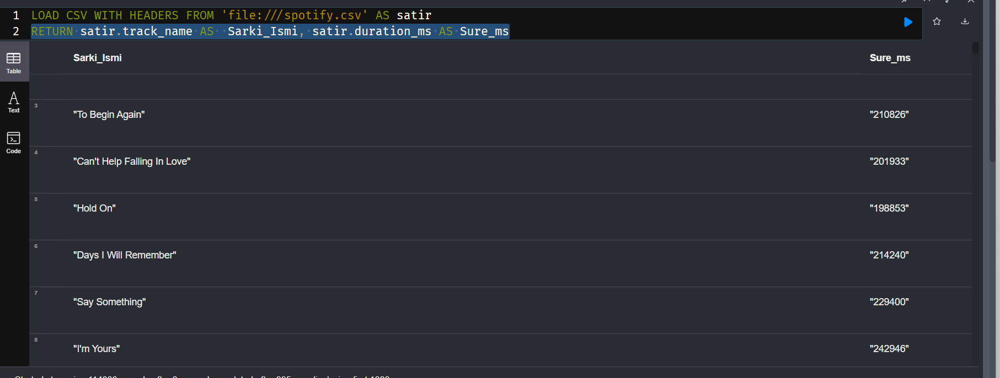 1 LOAD CSV WITH HEADERS FROM 'file:///spotify.csv' AS satir
2 RETURN satir.track_name AS  Sarki_Ismi, satir.duration_ms AS Sure_ms
Sarki_Ismi Sure_ms
Table
Text
Code
3 "To Begin Again" "210826"
4 "Can't Help Falling In Love" "201933"
5 "Hold On" "198853"
6 "Days I Will Remember" "214240"
7 "Say Something" "229400"
8 "I'm Yours" "242946"